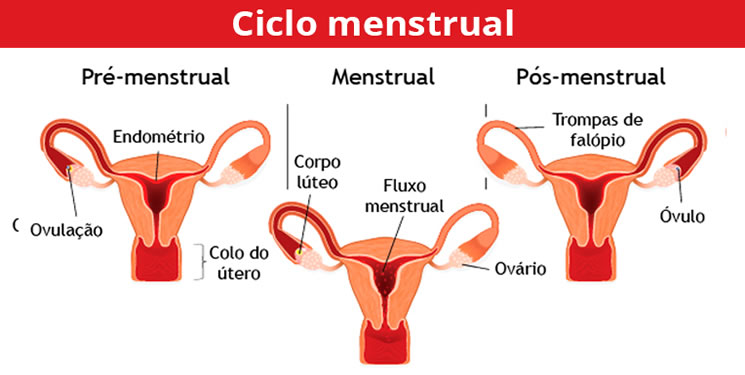 Ciclo menstrual
Pré-menstrual
Menstrual
Pós-menstrual
Endométrio
Ovulação
Colo do
útero
Corpo
lúteo
Fluxo
menstrual
Ovário
Trompas de
falópio
Óvulo